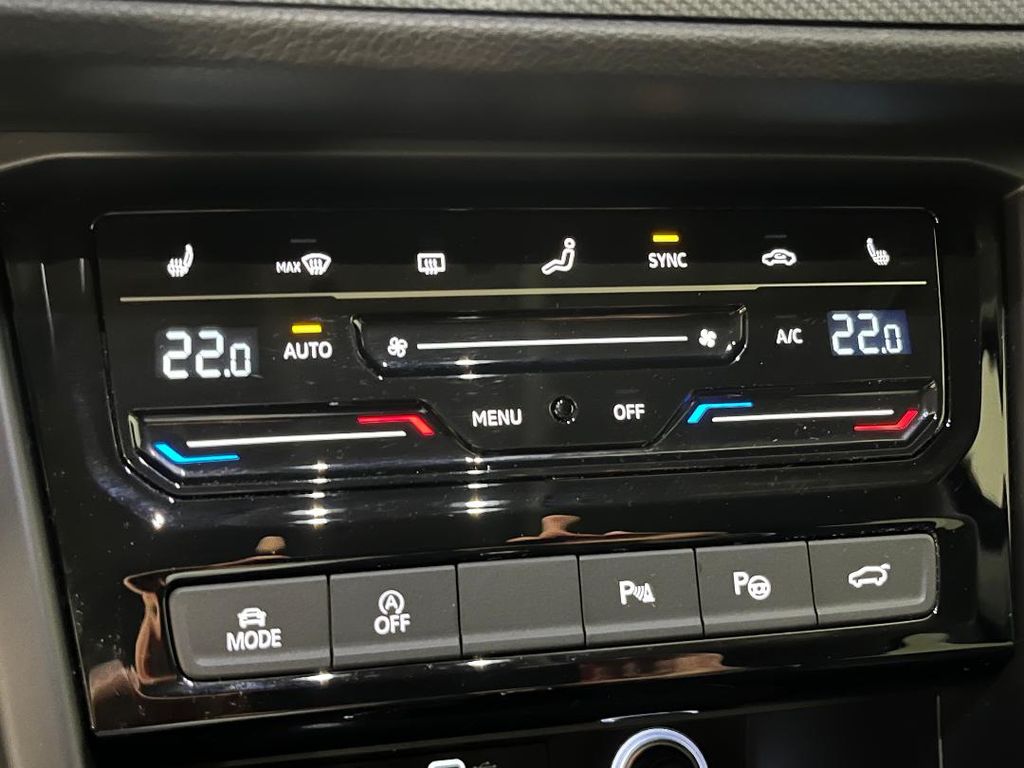 MAX
SYNC
22.0 AUTO A/C 22.0
MENU OFF
MODE
A
OFF
P
P